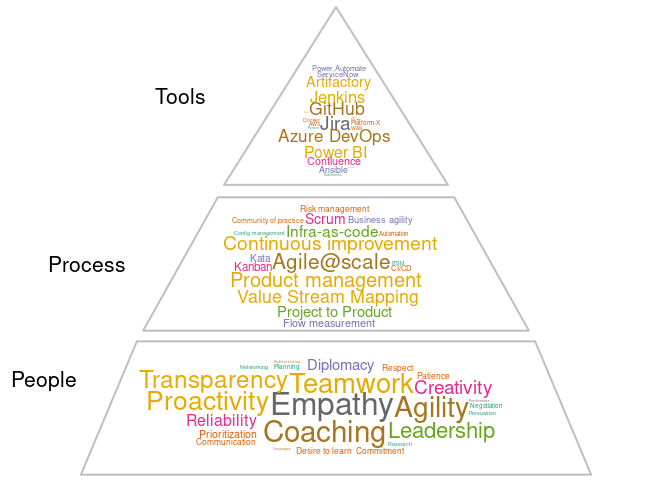 Power Automate
ServiceNow
Artifactory
Tools
Jenkins
GitHub
Docker
Jira
Platform-X
WAS
Azure DevOps
Power BI
Confluence
Ansible
Risk management
Community of practice Scrum Business agility
Config management Infra-as-code Automation
Continuous improvement
Process
Kata Agile@scale ITSM
Kanban CI/CD
Product management
Value Stream Mapping
Project to Product
Flow measurement
People
Problem solving
Networking Planning Diplomacy Respect
Transparency Teamwork Patience
Creativity
Proactivity Empathy Agility
Negotiation
Persuasion
Reliability Coaching Leadership
Prioritization
Communication
Research
Languages Desire to learn Commitment